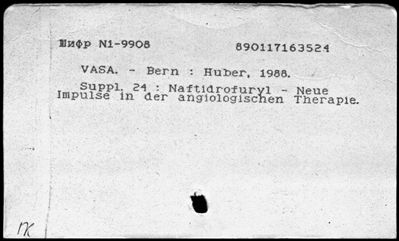 Шифр N1-9908 890117163524
VASA. - Bern : Huber, 1988.
Suppl. 24 : Naftidrofuryl - Neue
Impulse in der angiologischen Therapie.